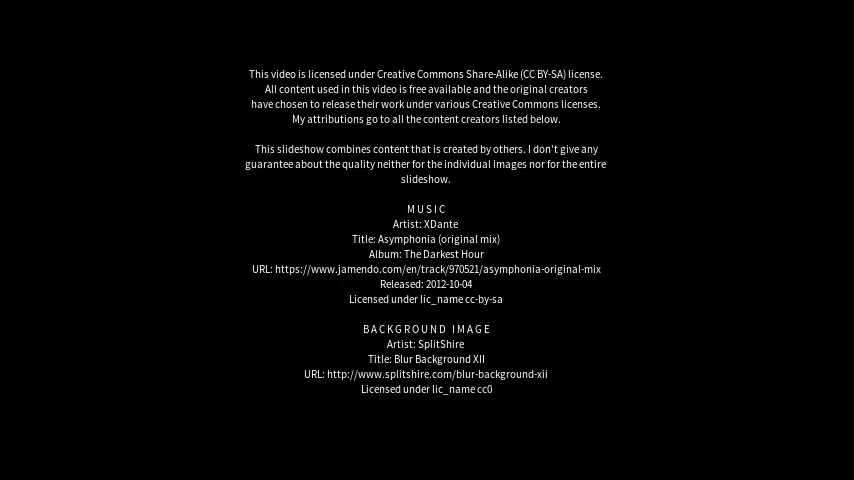 This video is licensed under Creative Commons Share-Alike (CC BY-SA) license.
All content used in this video is free available and the original creators
have chosen to release their work under various Creative Commons licenses.
My attributions go to all the content creators listed below.
This slideshow combines content that is created by others. I don't give any
guarantee about the quality neither for the individual images nor for the entire
slideshow.
MUSIC
Artist: XDante
Title: Asymphonia (original mix)
Album: The Darkest Hour
URL: https://www.jamendo.com/en/track/970521/asymphonia-original-mix
Released: 2012-10-04
Licensed under lic_name cc-by-sa
BACKGROUND IMAGE
Artist: SplitShire
Title: Blur Background XII
URL: http://www.splitshire.com/blur-background-xii
Licensed under lic_name cc0